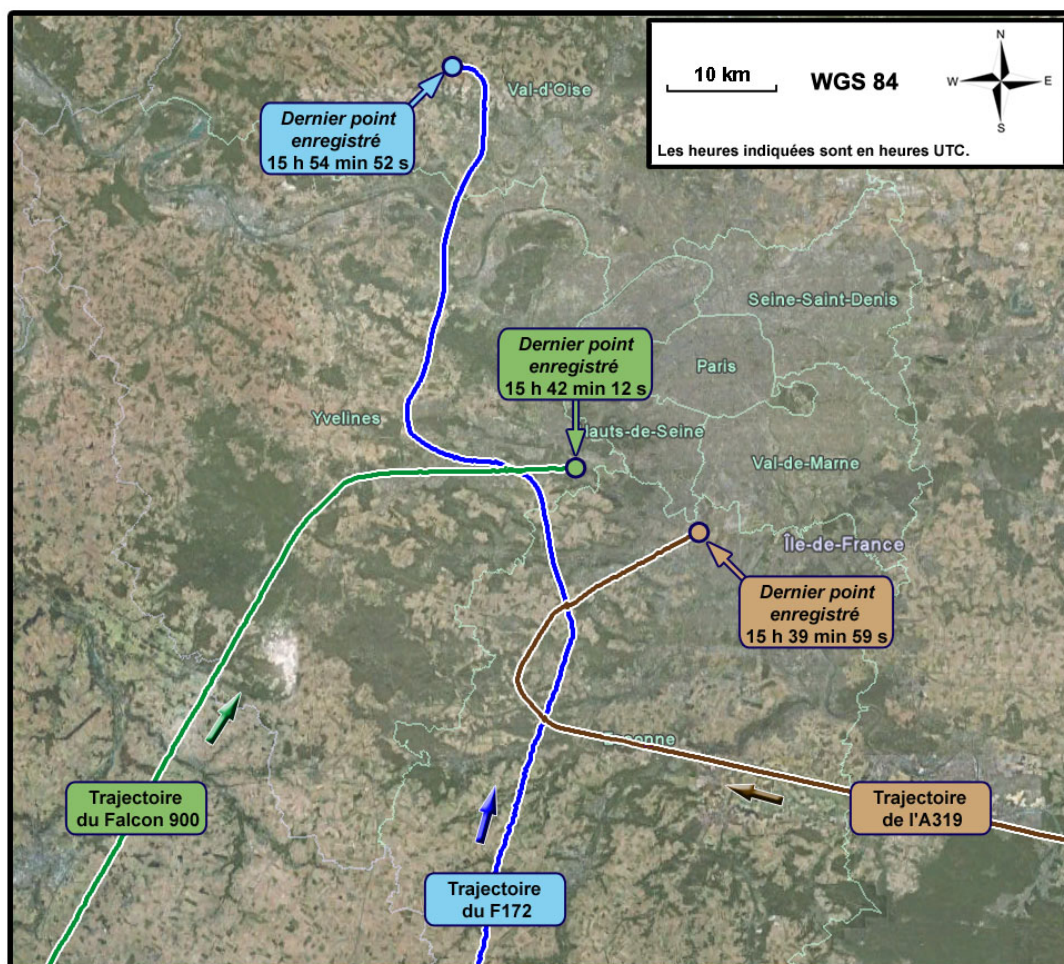 10 km
WGS 84
N
W
E
S
Les heures indiquées sont en heures UTC.
Val-d'Oise
Dernier point
enregistré
15 h 54 min 52 s
Seine-Saint-Denis
Dernier point
enregistré
15 h 42 min 12 s
Paris
Yvelines
Hauts-de-Seine
Val-de-Marne
Île-de-France
Dernier point
enregistré
15 h 39 min 59 s
Essonne
Trajectoire
du Falcon 900
Trajectoire
de l'A319
Trajectoire
du F172